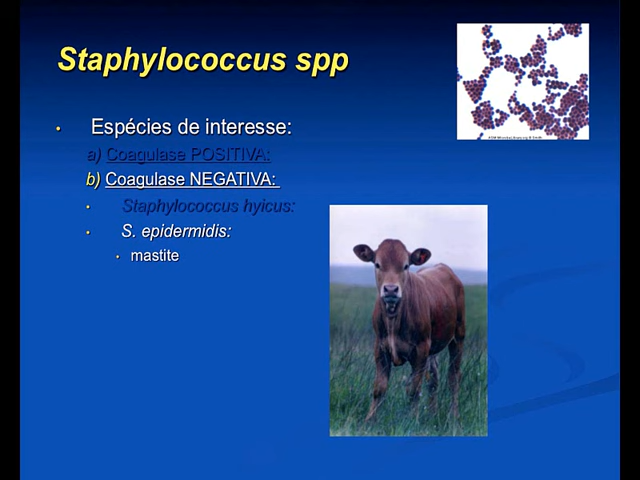 Staphylococcus spp
• Espécies de interesse:
a) Coagulase POSITIVA:
b) Coagulase NEGATIVA:
• Staphylococcus hyicus:
• S. epidermidis:
• mastite